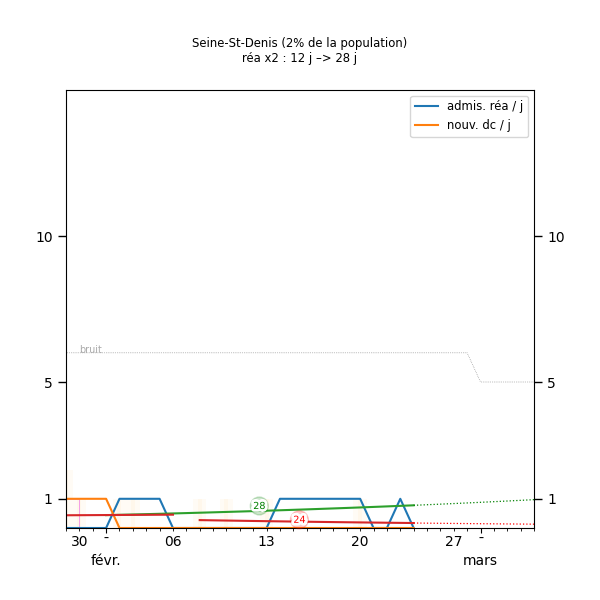 Seine-St-Denis (2% de la population)
réa x2 : 12 j –> 28 j
admis. réa / j
nouv. dc / j
10 10
bruit
5 5
1 1
28
24
30 - 06 13 20 27 -
févr. mars